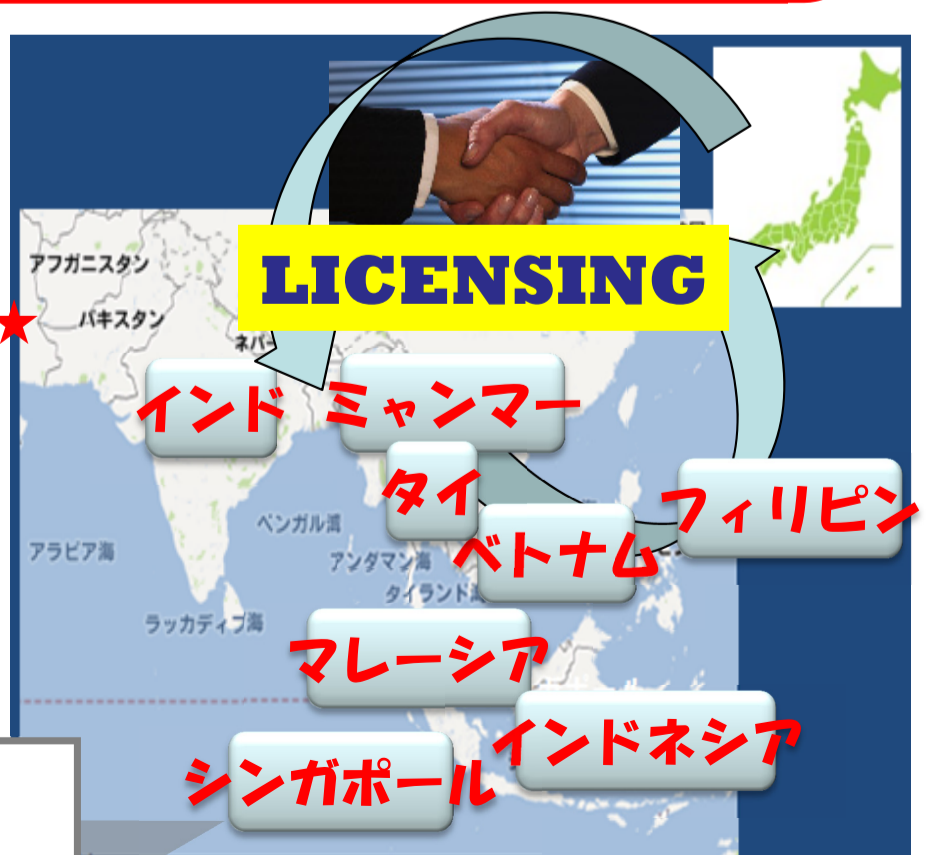 LICENSING
アフガニスタン
パキスタン
ネパー
インド
ミャンマー
タイ
フィリピン
ベトナム
ベンガル湾
アラビア海
アンダマン海
タイランド
ラッカディブ海
マレーシア
インドネシア
シンガポール